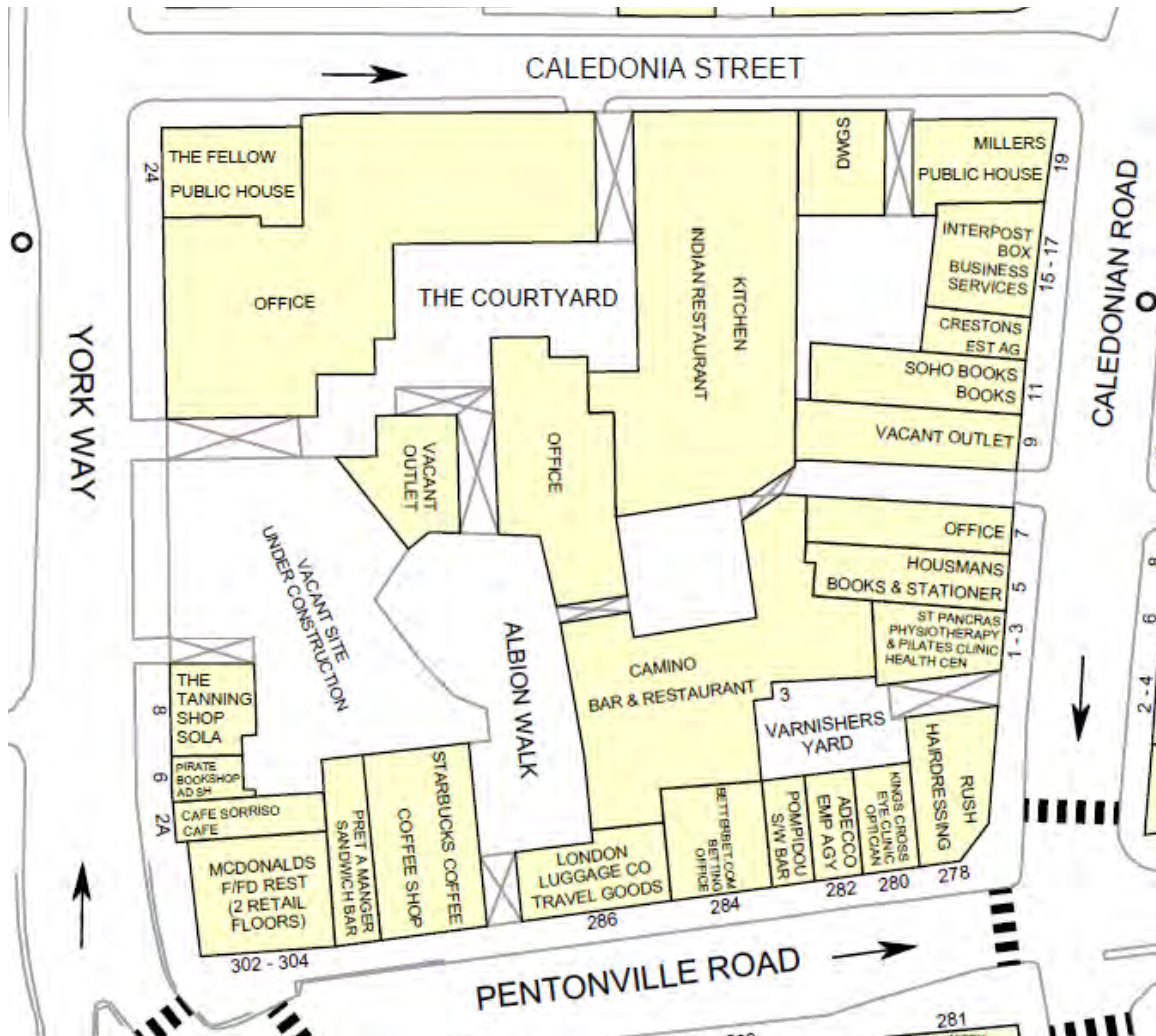 CALEDONIA STREET
THE FELLOW
PUBLIC HOUSE
24
DWGS
MILLERS
PUBLIC HOUSE
19
CALEDONIAN ROAD
INTERPOST
BOX
BUSINESS
SERVICES
15 - 17
KITCHEN
INDIAN RESTAURANT
OFFICE
THE COURTYARD
CRESTONS
EST AG
SOHO BOOKS
BOOKS
11
YORK WAY
VACANT
OUTLET
OFFICE
VACANT OUTLET
9
OFFICE
7
HOUSMANS
BOOKS & STATIONER
5
8
6
2 - 4
VACANT SITE
UNDER CONSTRUCTION
ALBION WALK
ST PANCRAS
PHYSIOTHERAPY
& PILATES CLINIC
HEALTH CEN
1 - 3
CAMINO
BAR & RESTAURANT
3
VARNISHERS
YARD
THE
TANNING
SHOP
SOLA
8
PIRATE
BOOKSHOP
AD SH
6
CAFE SORRISO
CAFE
2A
MCDONALDS
F/FD REST
(2 RETAIL
FLOORS)
302 - 304
PRET A MANGER
SANDWICH BAR
STARBUCKS COFFEE
COFFEE SHOP
LONDON
LUGGAGE CO
TRAVEL GOODS
286
BETTERBET.COM
BETTING
OFFICE
284
POMPIDOU
S/W BAR
ADECCO
EMP AGY
282
KINGS CROSS
EYE CLINIC
OPTICIAN
280
RUSH
HAIRDRESSING
278
PENTONVILLE ROAD
281